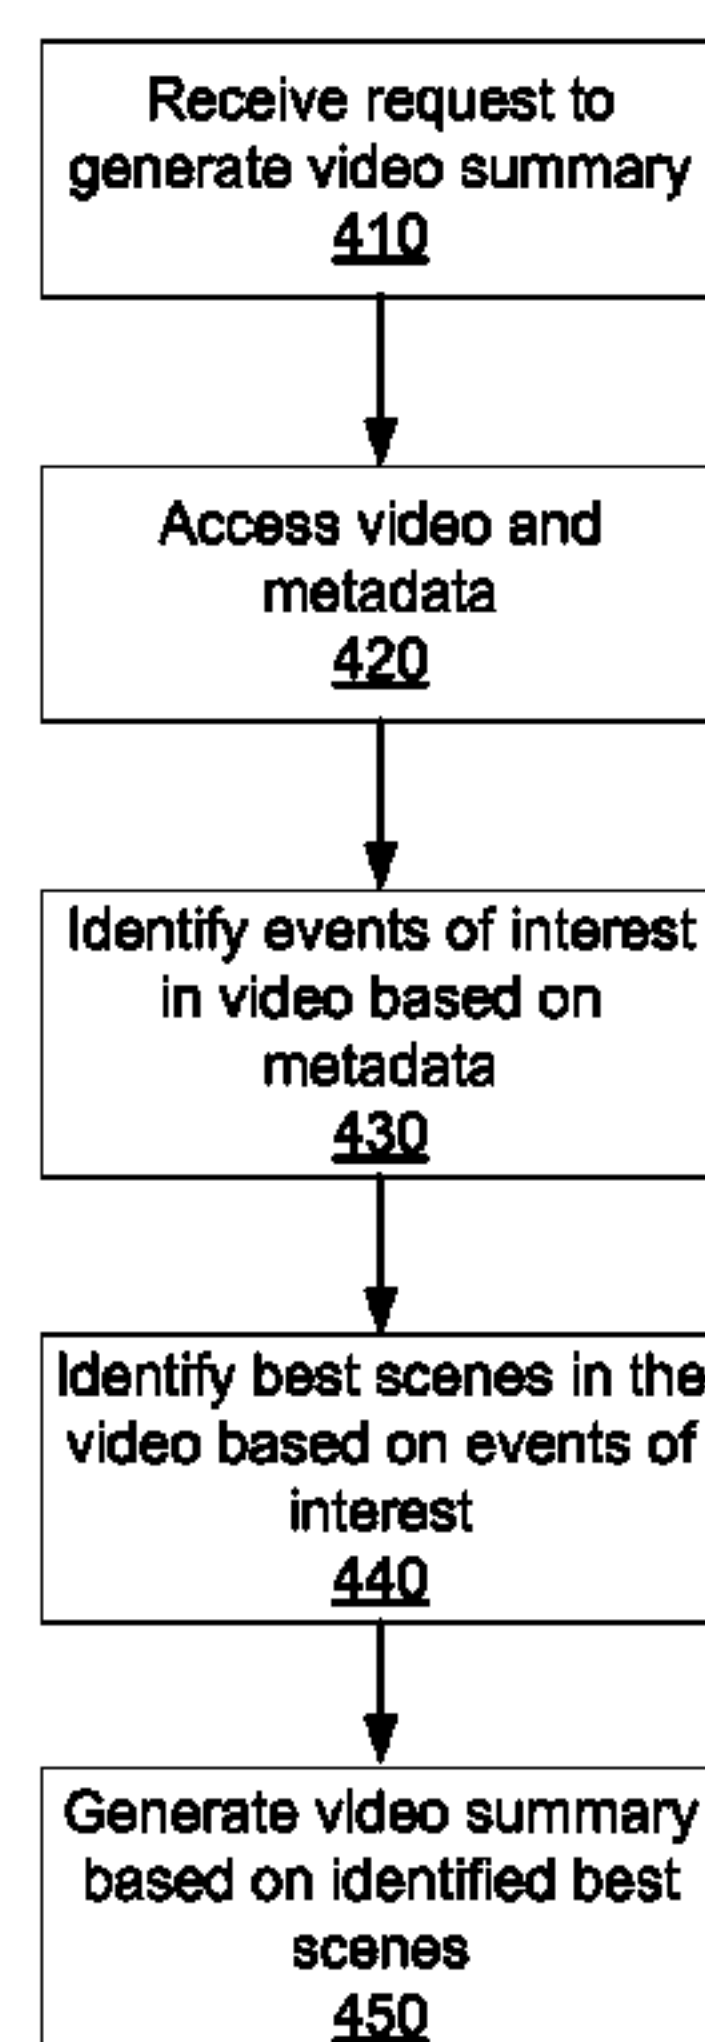 Receive request to
generate video summary
410
Access video and
metadata
420
Identify events of interest
in video based on
metadata
430
Identify best scenes in the
video based on events of
interest
440
Generate video summary
based on identified best
scenes
450